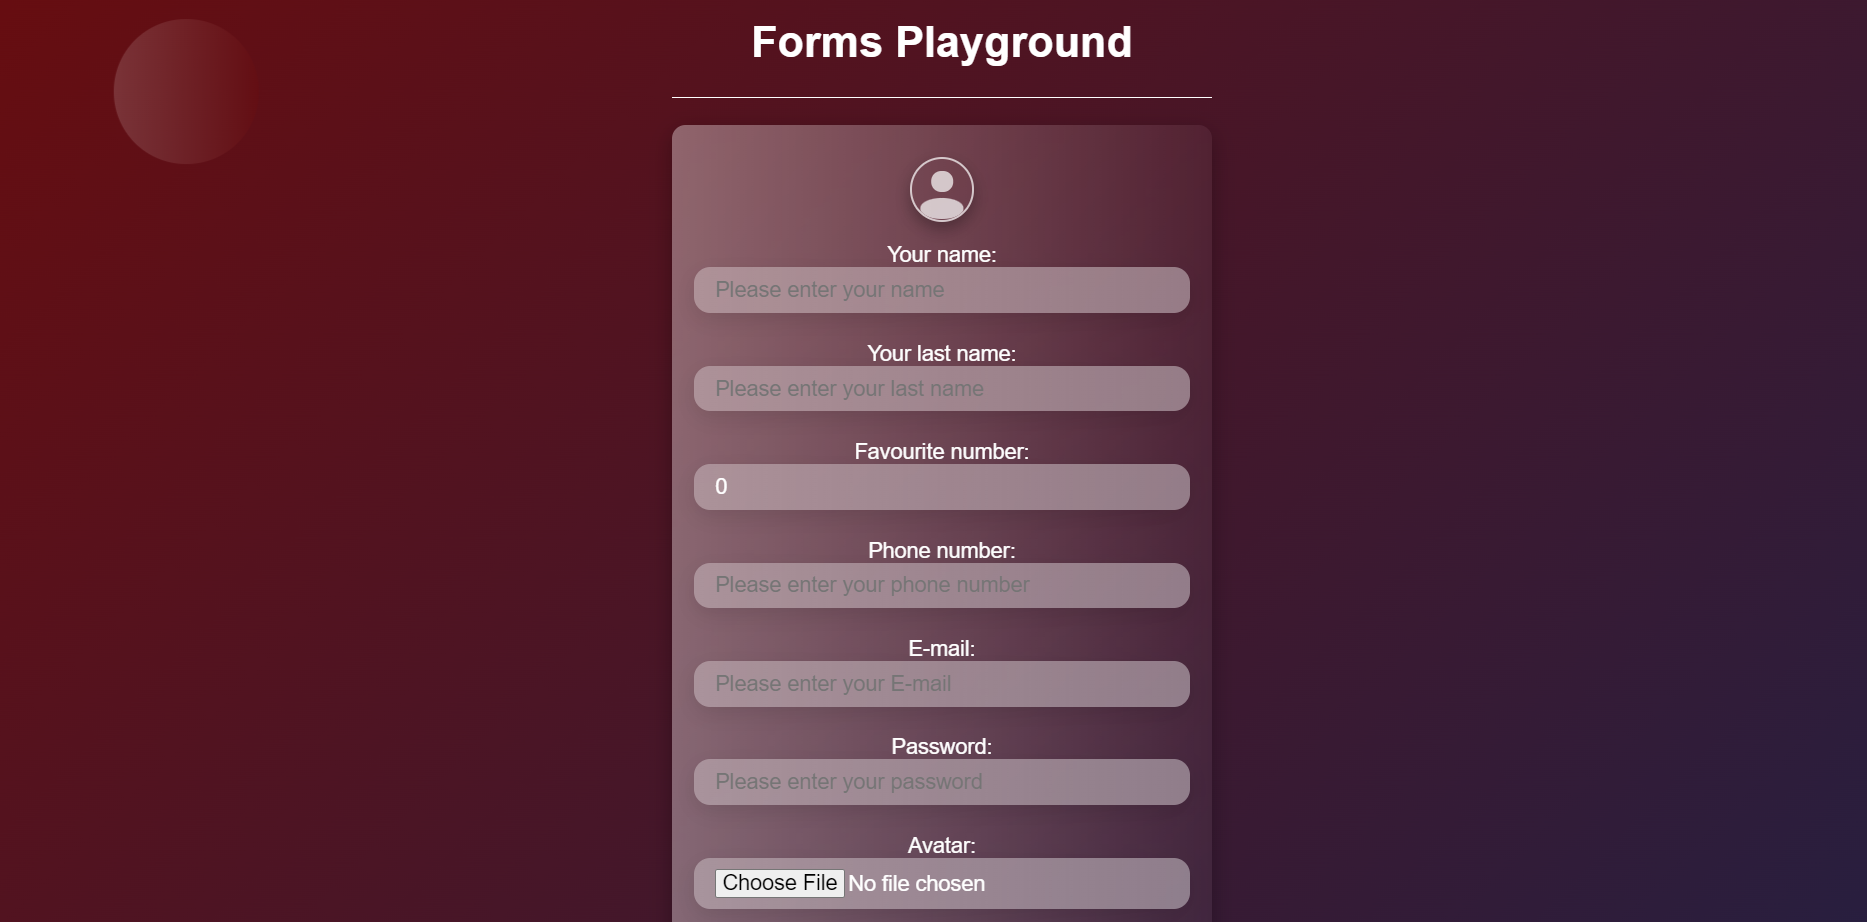 Forms Playground
Your name:
Please enter your name
Your last name:
Please enter your last name
Favourite number:
0
Phone number:
Please enter your phone number
E-mail:
Please enter your E-mail
Password:
Please enter your password
Avatar:
Choose File No file chosen